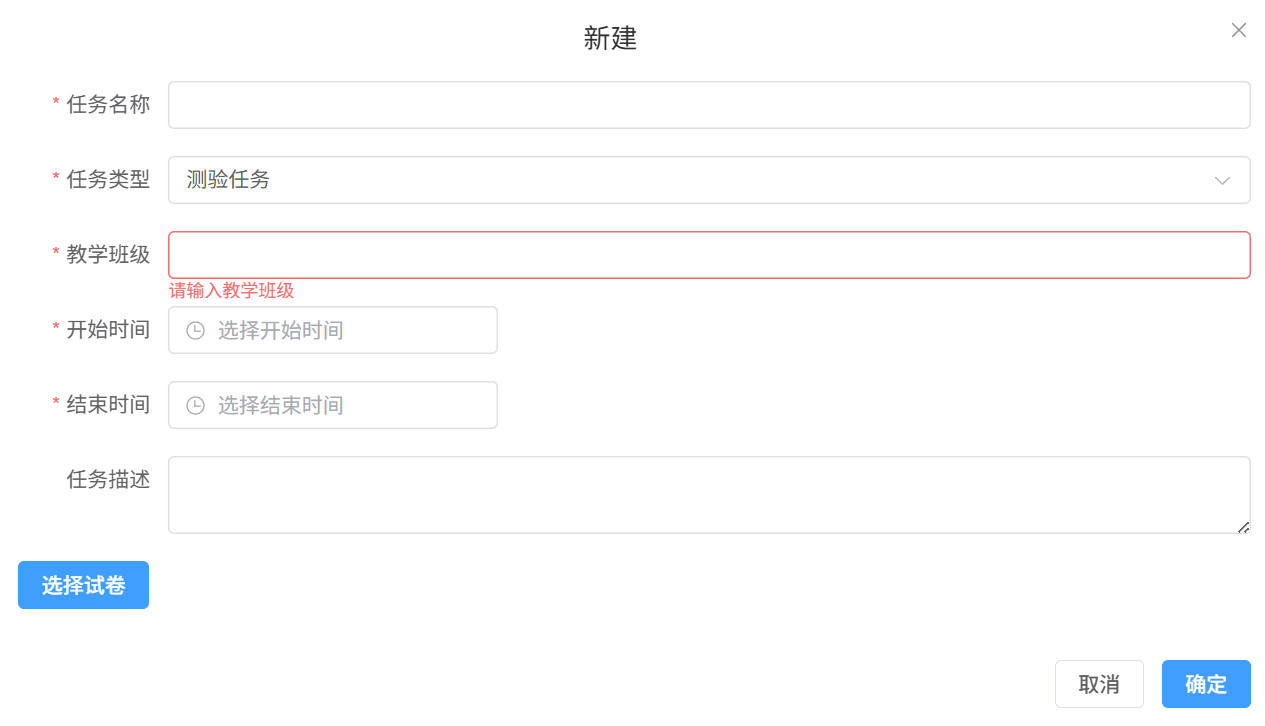 新建
* 任务名称
* 任务类型 测验任务
* 教学班级
请输入教学班级
* 开始时间 选择开始时间
* 结束时间 选择结束时间
任务描述
选择试卷
取消 确定